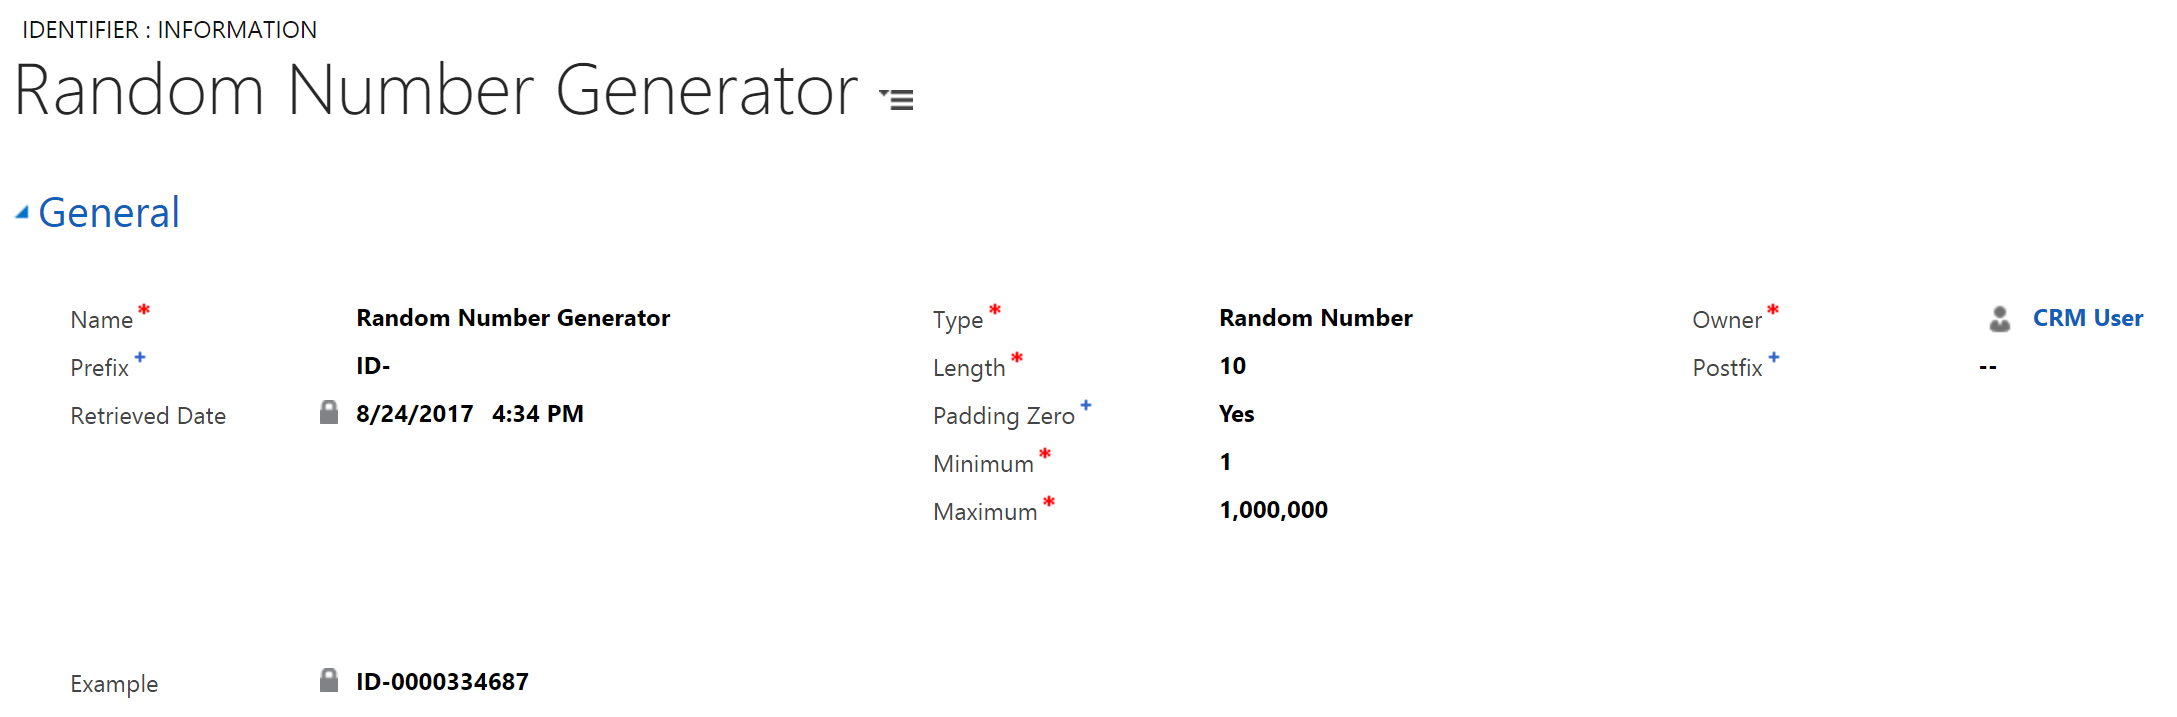 IDENTIFIER : INFORMATION
Random Number Generator
General
Name * Random Number Generator Type * Random Number Owner * CRM User
Prefix + ID- Length * 10 Postfix + --
Retrieved Date 8/24/2017 4:34 PM Padding Zero + Yes
Minimum * 1
Maximum * 1,000,000
Example ID-0000334687